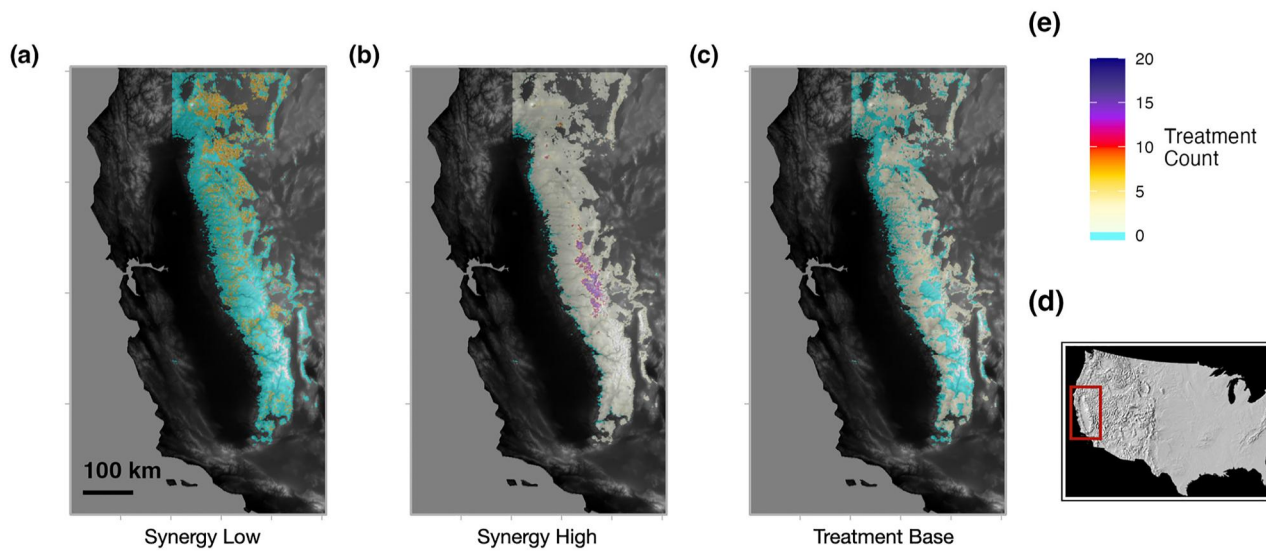 (a)
(b)
(c)
(e)
20
15
10
5
0
Treatment
Count
(d)
100 km
Synergy Low
Synergy High
Treatment Base